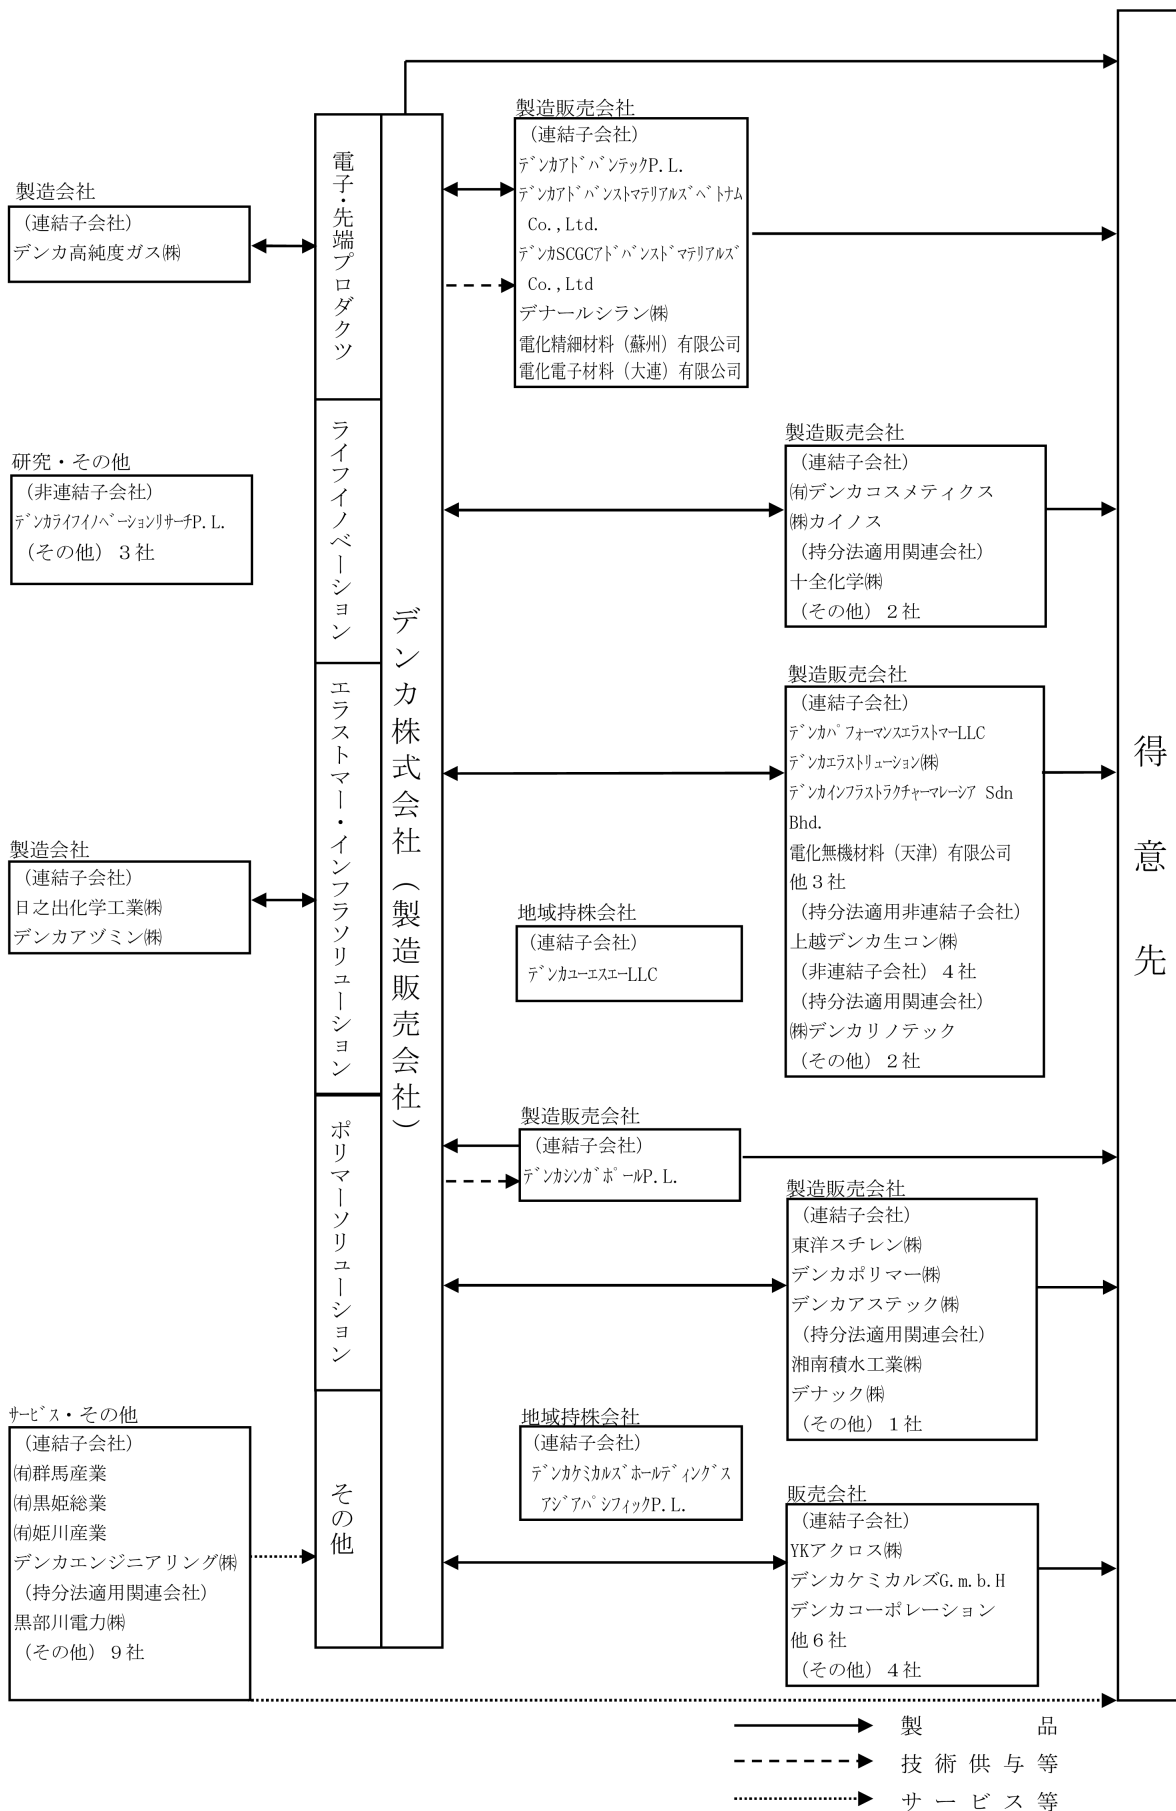 製造会社
（連結子会社）
デンカ高純度ガス㈱
研究・その他
（非連結子会社）
ﾃﾞﾝｶﾗｲﾌｲﾉﾍﾞｰｼｮﾝﾘｻｰﾁP.L.
（その他）３社
製造会社
（連結子会社）
日之出化学工業㈱
デンカアヅミン㈱
ｻｰﾋﾞｽ・その他
（連結子会社）
㈲群馬産業
㈲黒姫総業
㈲姫川産業
デンカエンジニアリング㈱
（持分法適用関連会社）
黒部川電力㈱
（その他）９社
電子・先端プロダクツ
ライフイノベーション
エラストマー・インフラソリューション
ポリマーソリューション
その他
デンカ株式会社（製造販売会社）
製造販売会社
（連結子会社）
ﾃﾞﾝｶｱﾄﾞﾊﾞﾝﾃックP.L.
ﾃﾞﾝｶｱﾄﾞﾊﾞﾝｽﾄﾏﾃﾘｱﾙｽﾞﾍﾞﾄﾅﾑ
Co.,Ltd.
ﾃﾞﾝｶSCGCｱﾄﾞﾊﾞﾝｽﾄﾞﾏﾃﾘｱﾙｽﾞ
Co.,Ltd
デナールシラン㈱
電化精細材料（蘇州）有限公司
電化電子材料（大連）有限公司
製造販売会社
（連結子会社）
㈲デンカコスメティクス
㈱カイノス
（持分法適用関連会社）
十全化学㈱
（その他）２社
製造販売会社
（連結子会社）
ﾃﾞﾝｶﾊﾟﾌｫｰﾏﾝｽｴﾗｽﾄﾏｰLLC
ﾃﾞﾝｶｴﾗｽﾄﾘｭｰｼｮﾝ㈱
ﾃﾞﾝｶｲﾝﾌﾗｽﾄﾗｸﾁｬｰﾏﾚｰｼｱ Sdn
Bhd.
電化無機材料（天津）有限公司
他３社
（持分法適用非連結子会社）
上越デンカ生コン㈱
（非連結子会社）４社
（持分法適用関連会社）
㈱デンカリノテック
（その他）２社
地域持株会社
（連結子会社）
ﾃﾞﾝｶﾕｰｴｽｴｰLLC
製造販売会社
（連結子会社）
ﾃﾞﾝｶｼﾝｶﾞﾎﾟｰﾙP.L.
製造販売会社
（連結子会社）
東洋スチレン㈱
デンカポリマー㈱
デンカアステック㈱
（持分法適用関連会社）
湘南積水工業㈱
デナック㈱
（その他）１社
地域持株会社
（連結子会社）
ﾃﾞﾝｶｹﾐｶﾙｽﾞﾎｰﾙﾃﾞｨﾝｸﾞｽ
ｱｼﾞｱﾊﾟｼﾌｨｯｸP.L.
販売会社
（連結子会社）
YKアクロス㈱
デンカケミカルズG.m.b.H
デンカコーポレーション
他６社
（その他）４社
得意先
製品
技術供与等
サービス等